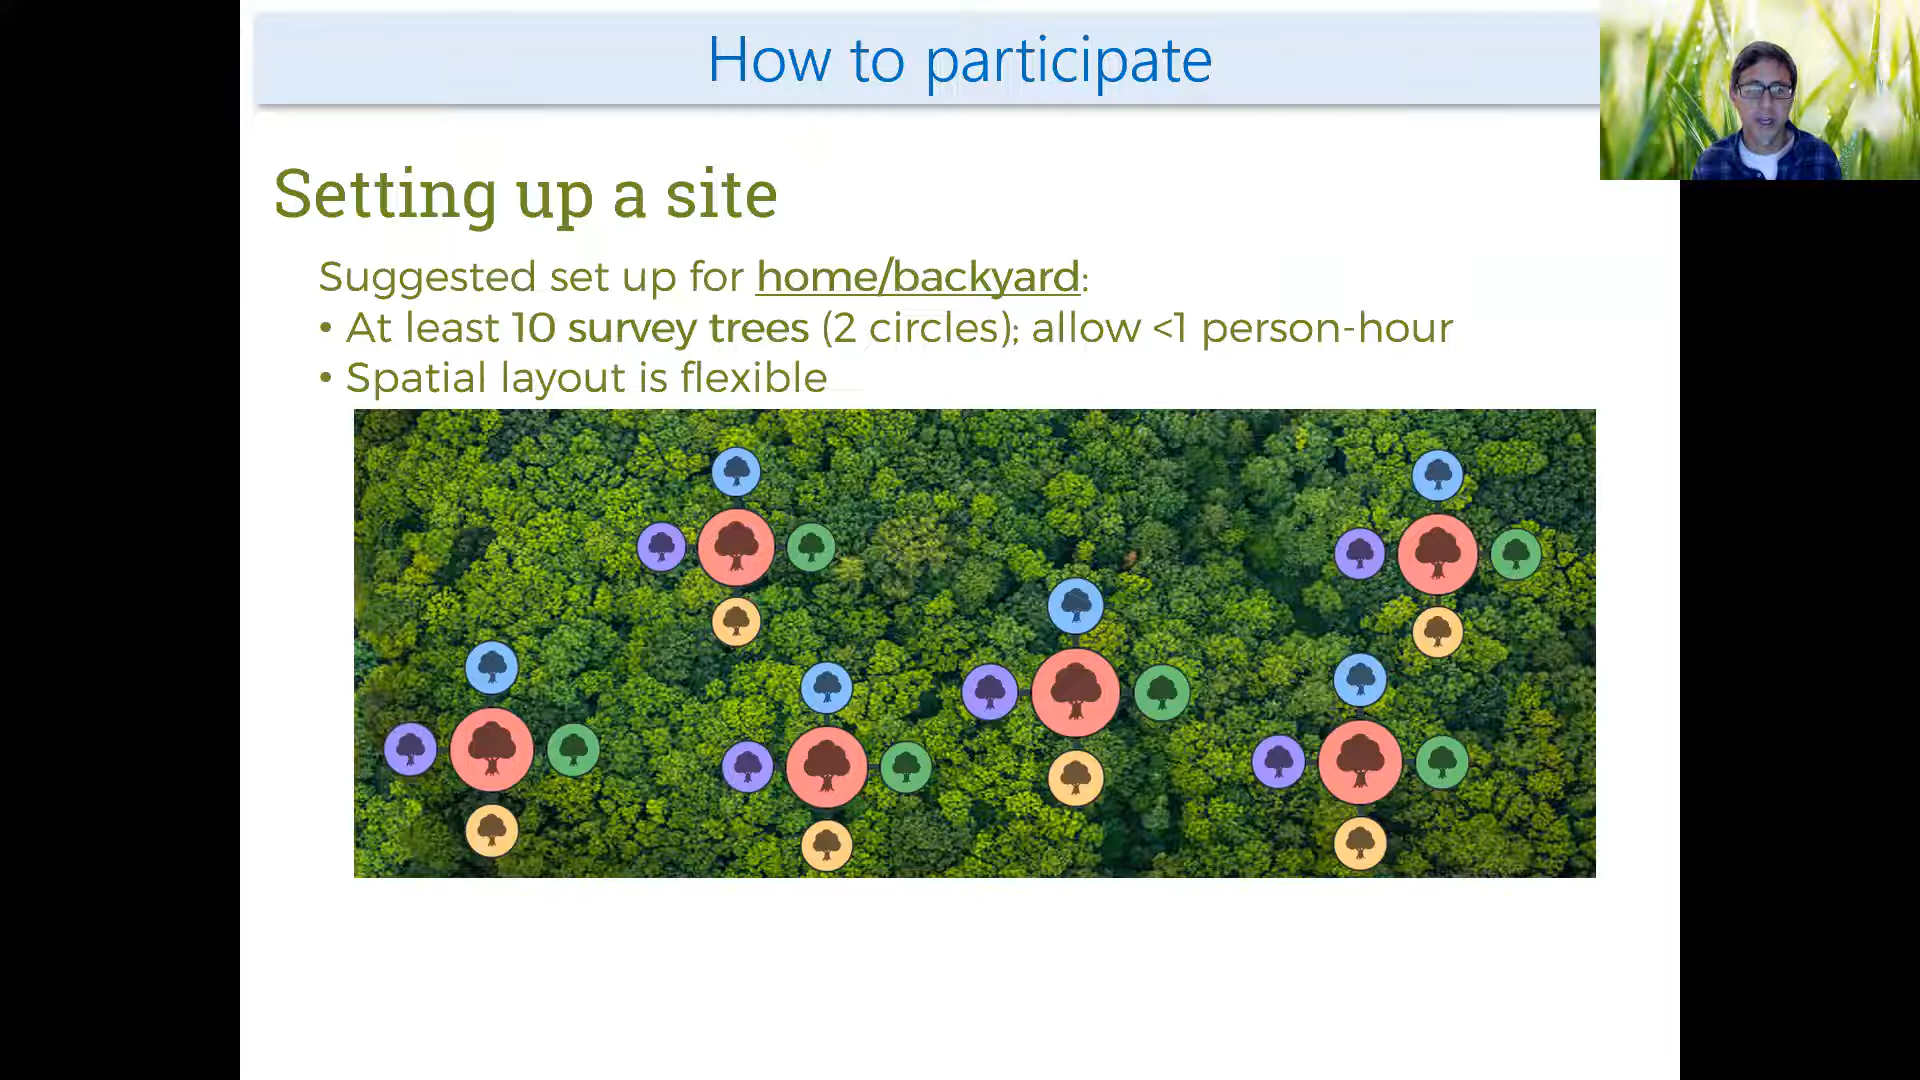 How to participate
Setting up a site
Suggested set up for home/backyard:
• At least 10 survey trees (2 circles); allow <1 person-hour
• Spatial layout is flexible